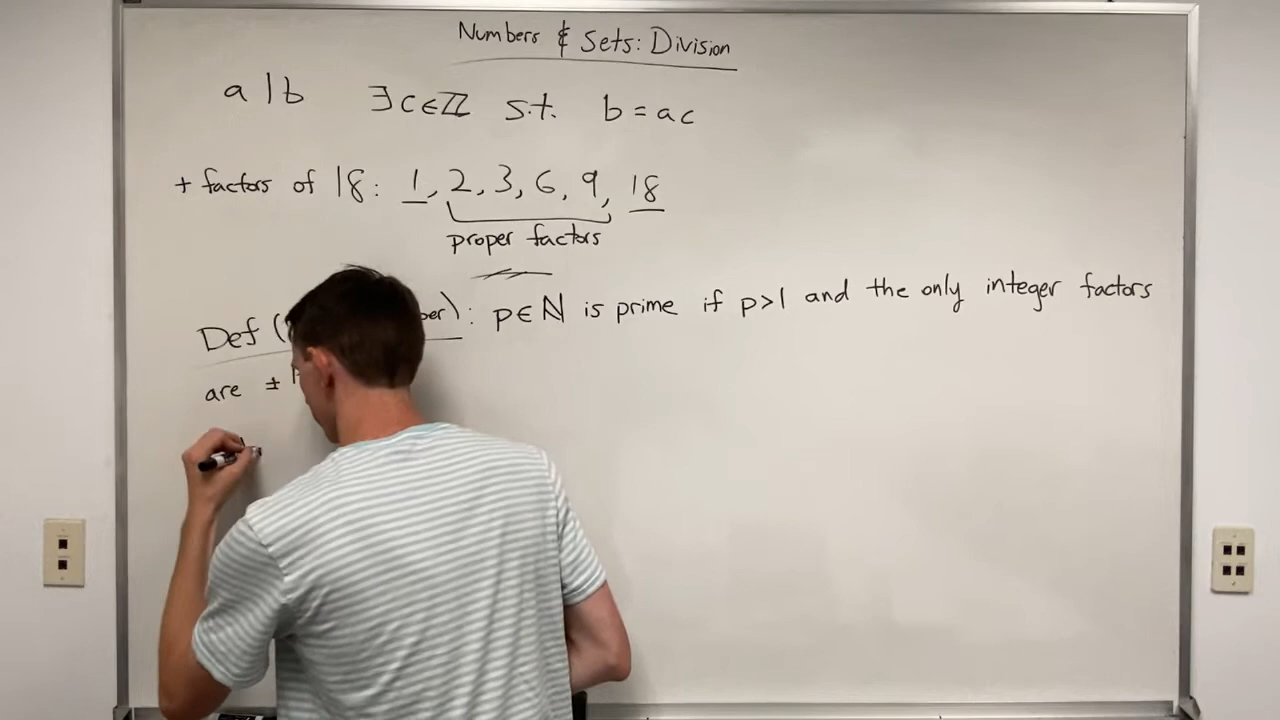 Numbers & Sets: Division
a | b ∃ c ∈ ℤ s.t. b = ac
+ factors of 18: 1, 2, 3, 6, 9, 18
proper factors
Def ( : p ∈ ℕ is prime if p > 1 and the only integer factors
are ±